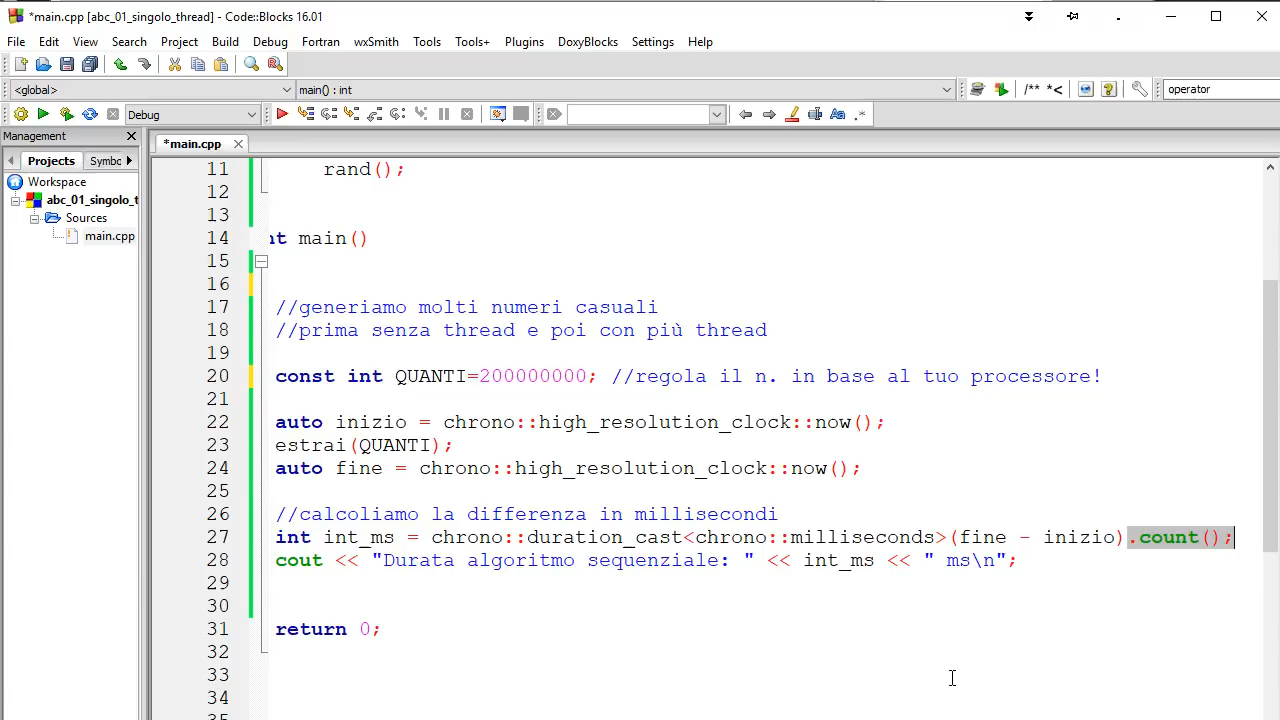 *main.cpp [abc_01_singolo_thread] - Code::Blocks 16.01
File Edit View Search Project Build Debug Fortran wxSmith Tools Tools+ Plugins DoxyBlocks Settings Help
<global> main() : int /** *< operator
Debug
Management
*main.cpp
Projects Symbo
Workspace
abc_01_singolo_t
Sources
main.cpp
11 rand();
12
13
14 nt main()
15
16
17 //generiamo molti numeri casuali
18 //prima senza thread e poi con più thread
19
20 const int QUANTI=200000000; //regola il n. in base al tuo processore!
21
22 auto inizio = chrono::high_resolution_clock::now();
23 estrai(QUANTI);
24 auto fine = chrono::high_resolution_clock::now();
25
26 //calcoliamo la differenza in millisecondi
27 int int_ms = chrono::duration_cast<chrono::milliseconds>(fine - inizio).count();
28 cout << "Durata algoritmo sequenziale: " << int_ms << " ms\n";
29
30
31 return 0;
32
33
34